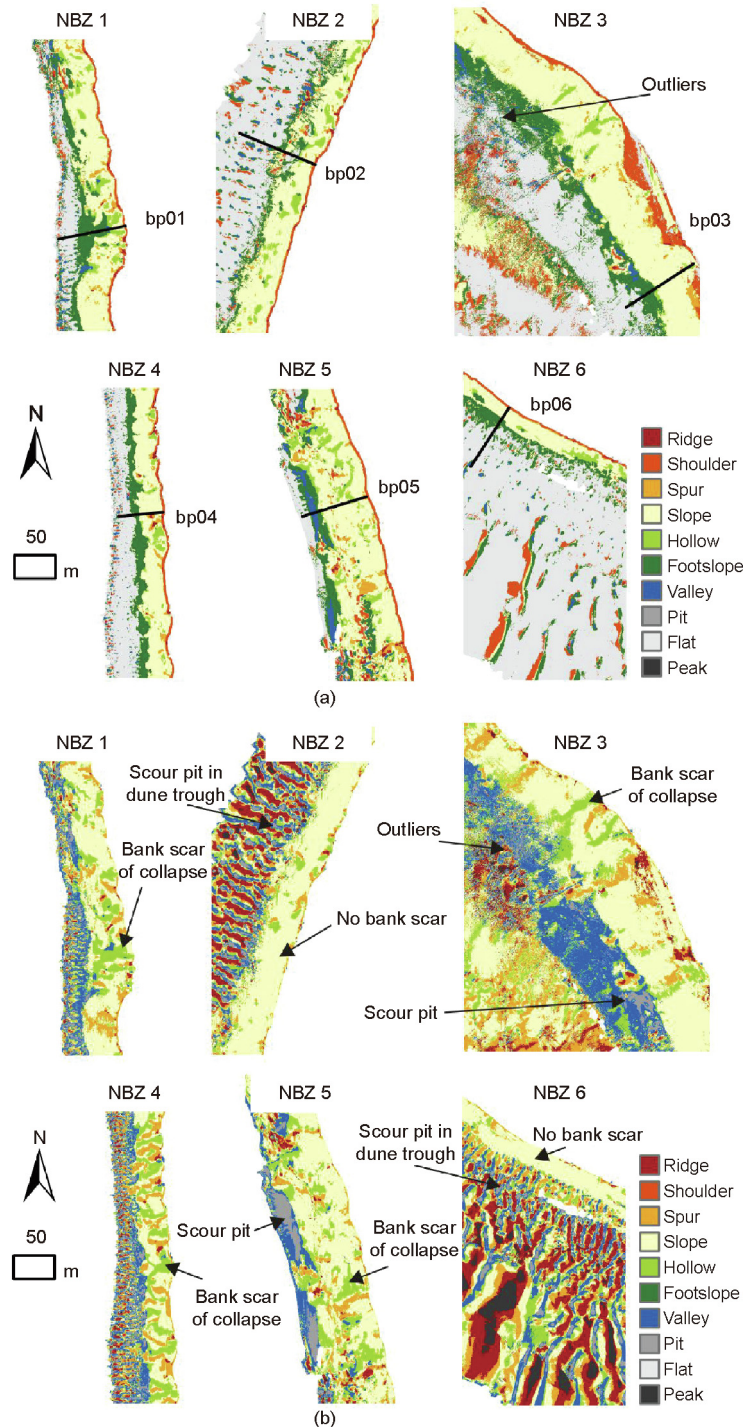 NBZ 1
NBZ 2
NBZ 3
Outliers
bp01
bp02
bp03
NBZ 4
NBZ 5
NBZ 6
N
50
m
bp04
bp05
bp06
Ridge
Shoulder
Spur
Slope
Hollow
Footslope
Valley
Pit
Flat
Peak
(a)
NBZ 1
NBZ 2
NBZ 3
Scour pit in
dune trough
Bank scar
of collapse
No bank scar
Bank scar
of collapse
Outliers
Scour pit
NBZ 4
NBZ 5
NBZ 6
N
50
m
Bank scar
of collapse
Scour pit
Bank scar
of collapse
Scour pit in
dune trough
No bank scar
Ridge
Shoulder
Spur
Slope
Hollow
Footslope
Valley
Pit
Flat
Peak
(b)